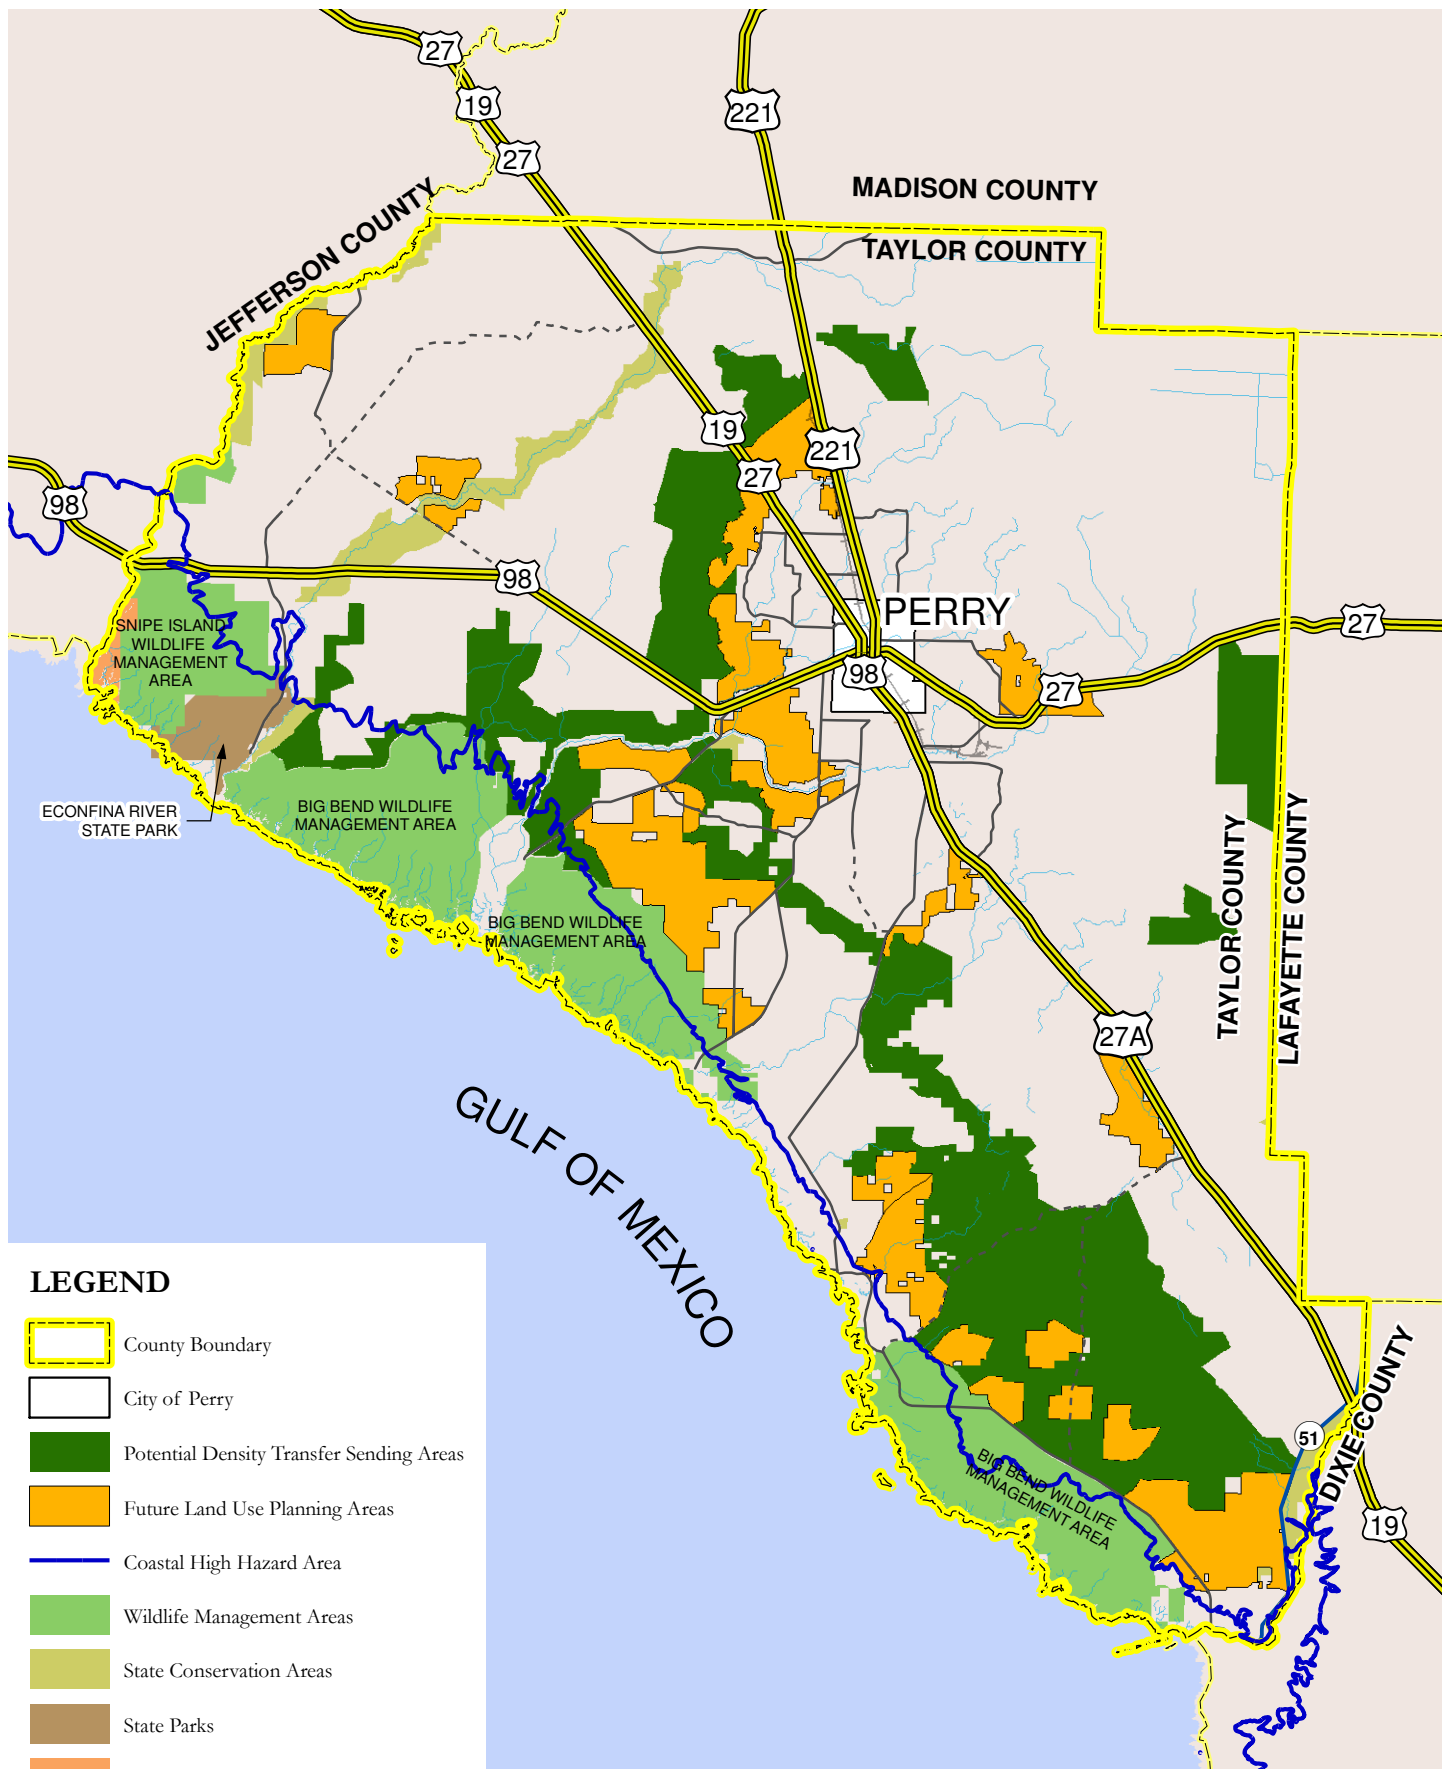 27
19
27
221
MADISON COUNTY
TAYLOR COUNTY
JEFFERSON COUNTY
19
27
221
98
98
PERRY
98
27
27
SNIPE ISLAND
WILDLIFE
MANAGEMENT
AREA
ECONFINA RIVER
STATE PARK
BIG BEND WILDLIFE
MANAGEMENT AREA
BIG BEND WILDLIFE
MANAGEMENT AREA
TAYLOR COUNTY
LAFAYETTE COUNTY
27A
GULF OF MEXICO
BIG BEND WILDLIFE
MANAGEMENT AREA
51
DIXIE COUNTY
19
LEGEND
County Boundary
City of Perry
Potential Density Transfer Sending Areas
Future Land Use Planning Areas
Coastal High Hazard Area
Wildlife Management Areas
State Conservation Areas
State Parks